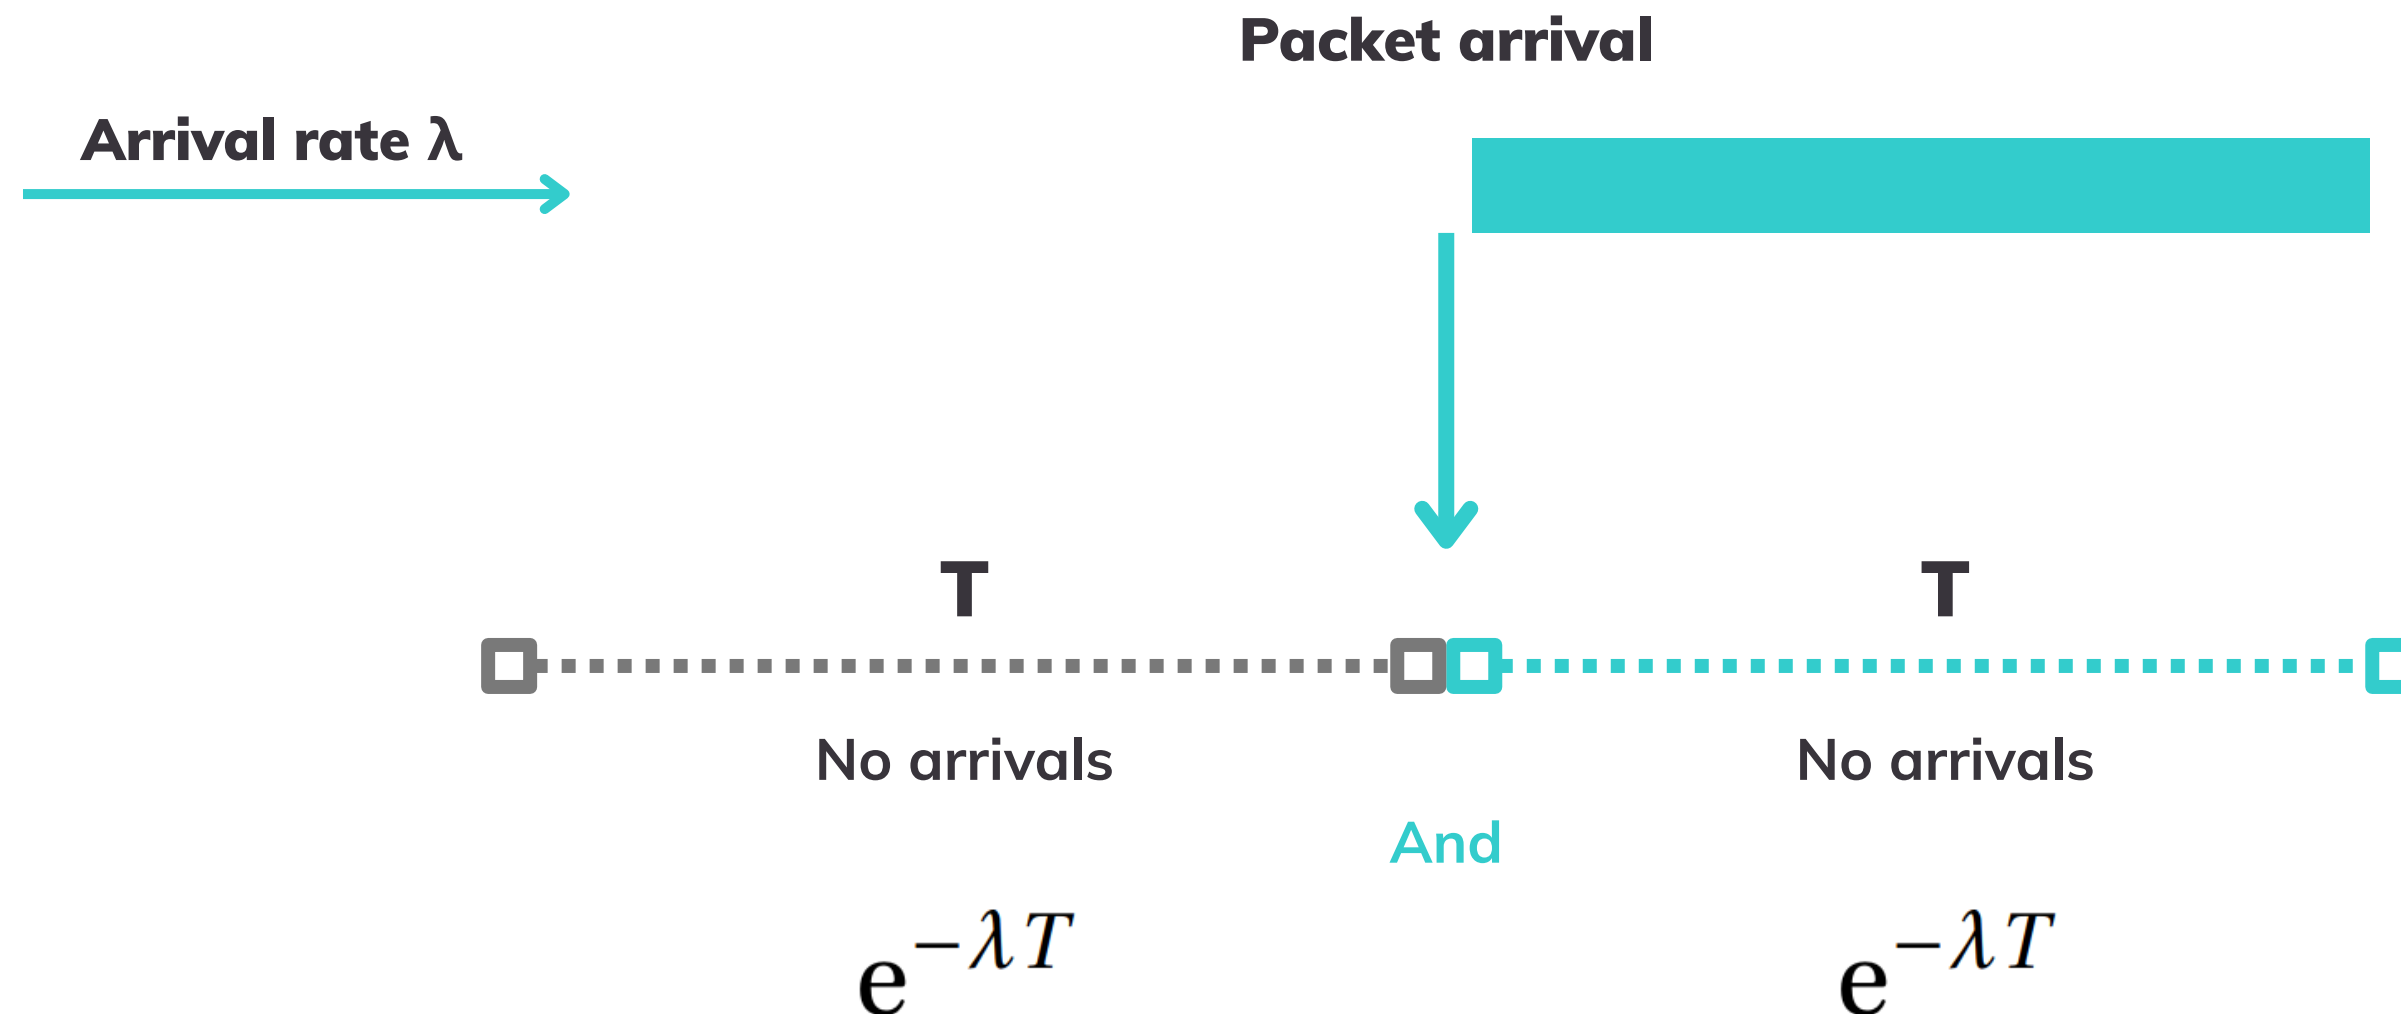 Packet arrival
Arrival rate λ
T
T
No arrivals
No arrivals
And
e^{-λT}
e^{-λT}